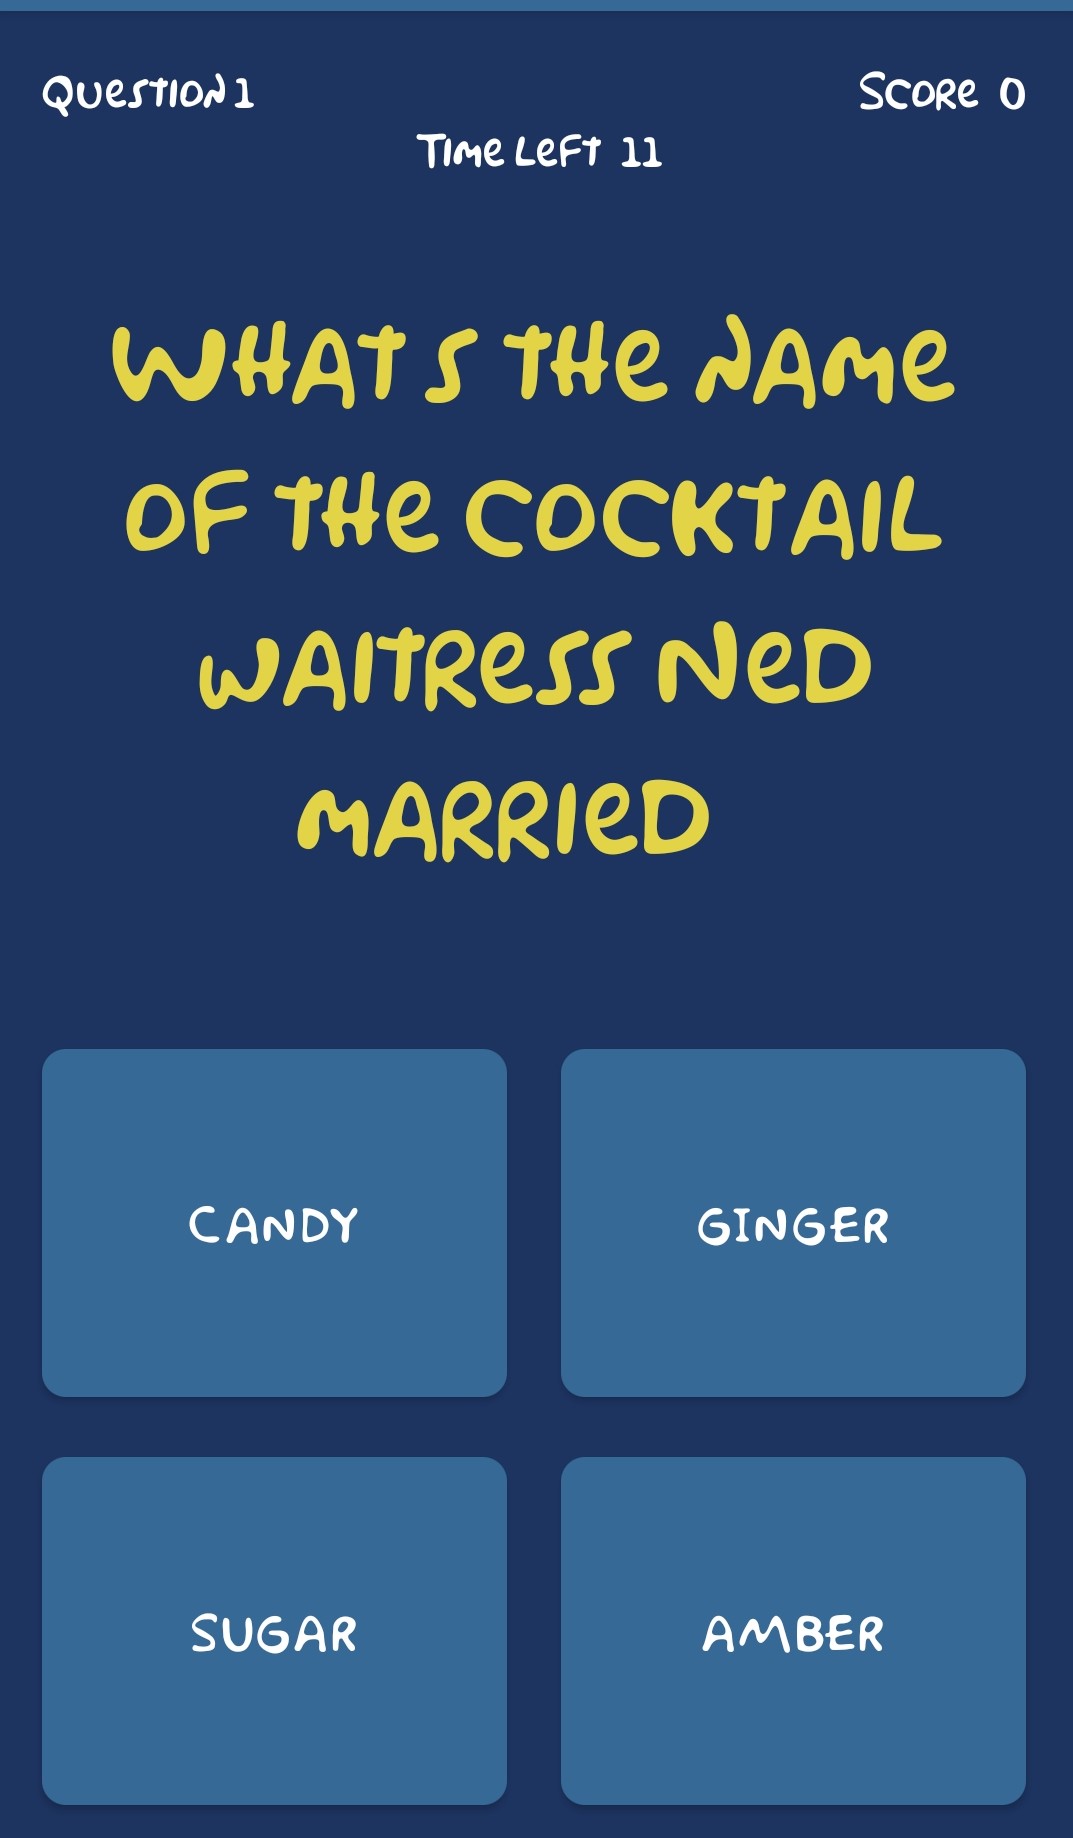 Question 1
Score 0
Time Left 11
What s the name
of the cocktail
waitress Ned
married
CANDY
GINGER
SUGAR
AMBER